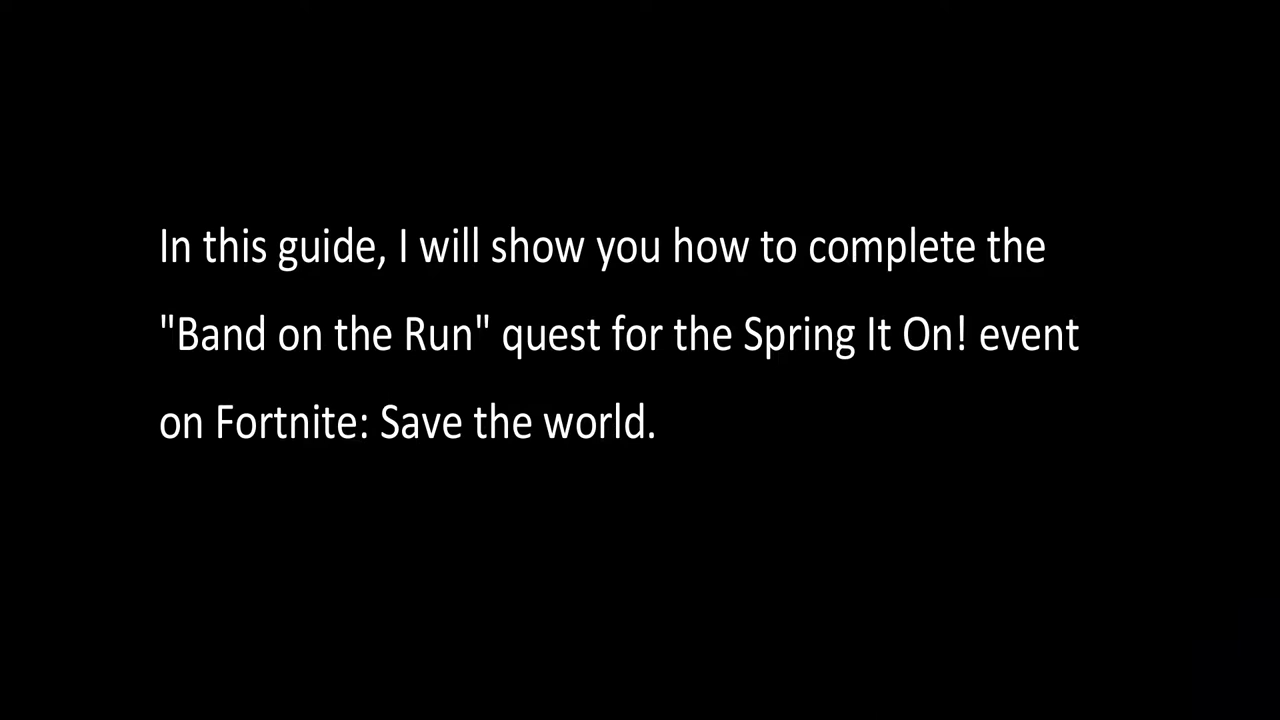 In this guide, I will show you how to complete the
"Band on the Run" quest for the Spring It On! event
on Fortnite: Save the world.